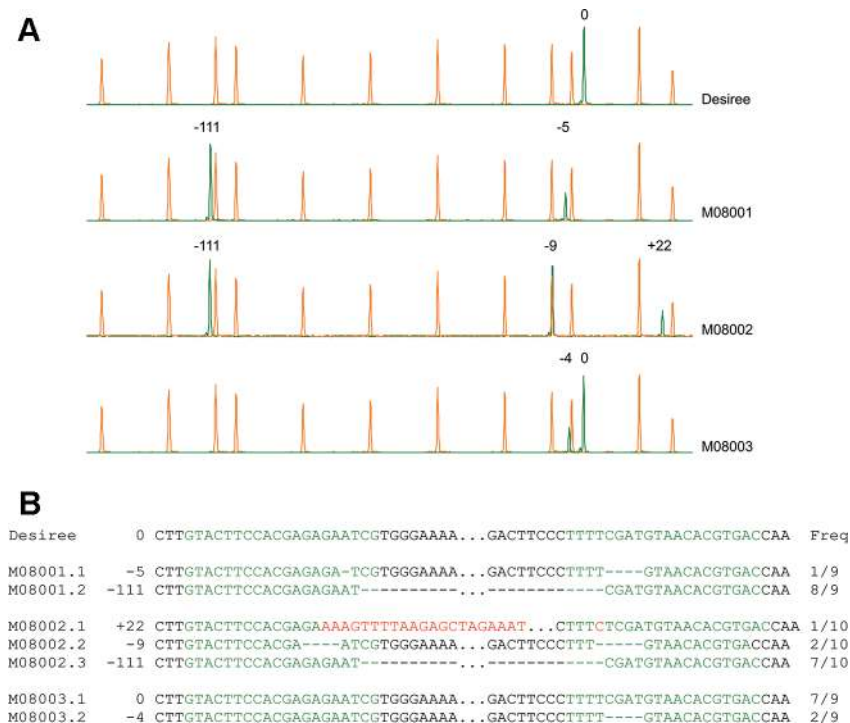 A
0
Desiree
-111 -5
M08001
-111 -9 +22
M08002
-4 0
M08003
B
Desiree 0 CTTGTACTTCCACGAGAGAATCGTGGGAAAA...GACTTCCCTTTTCGATGTAACACGTGACCAA Freq
M08001.1 -5 CTTGTACTTCCACGAGAGA-TCGTGGGAAAA...GACTTCCCTTTT----GTAACACGTGACCAA 1/9
M08001.2 -111 CTTGTACTTCCACGAGAGAAT----------...------------CGATGTAACACGTGACCAA 8/9
M08002.1 +22 CTTGTACTTCCACGAGAAAAGTTTTAAGAGCTAGAAAT...CTTTCTCGATGTAACACGTGACCAA 1/10
M08002.2 -9 CTTGTACTTCCACGA----ATCGTGGGAAAA...GACTTCCCTTT-----GTAACACGTGACCAA 2/10
M08002.3 -111 CTTGTACTTCCACGAGAGAAT----------...------------CGATGTAACACGTGACCAA 7/10
M08003.1 0 CTTGTACTTCCACGAGAGAATCGTGGGAAAA...GACTTCCCTTTTCGATGTAACACGTGACCAA 7/9
M08003.2 -4 CTTGTACTTCCACGAGAGAATCGTGGGAAAA...GACTTCCCTTTT----GTAACACGTGACCAA 2/9